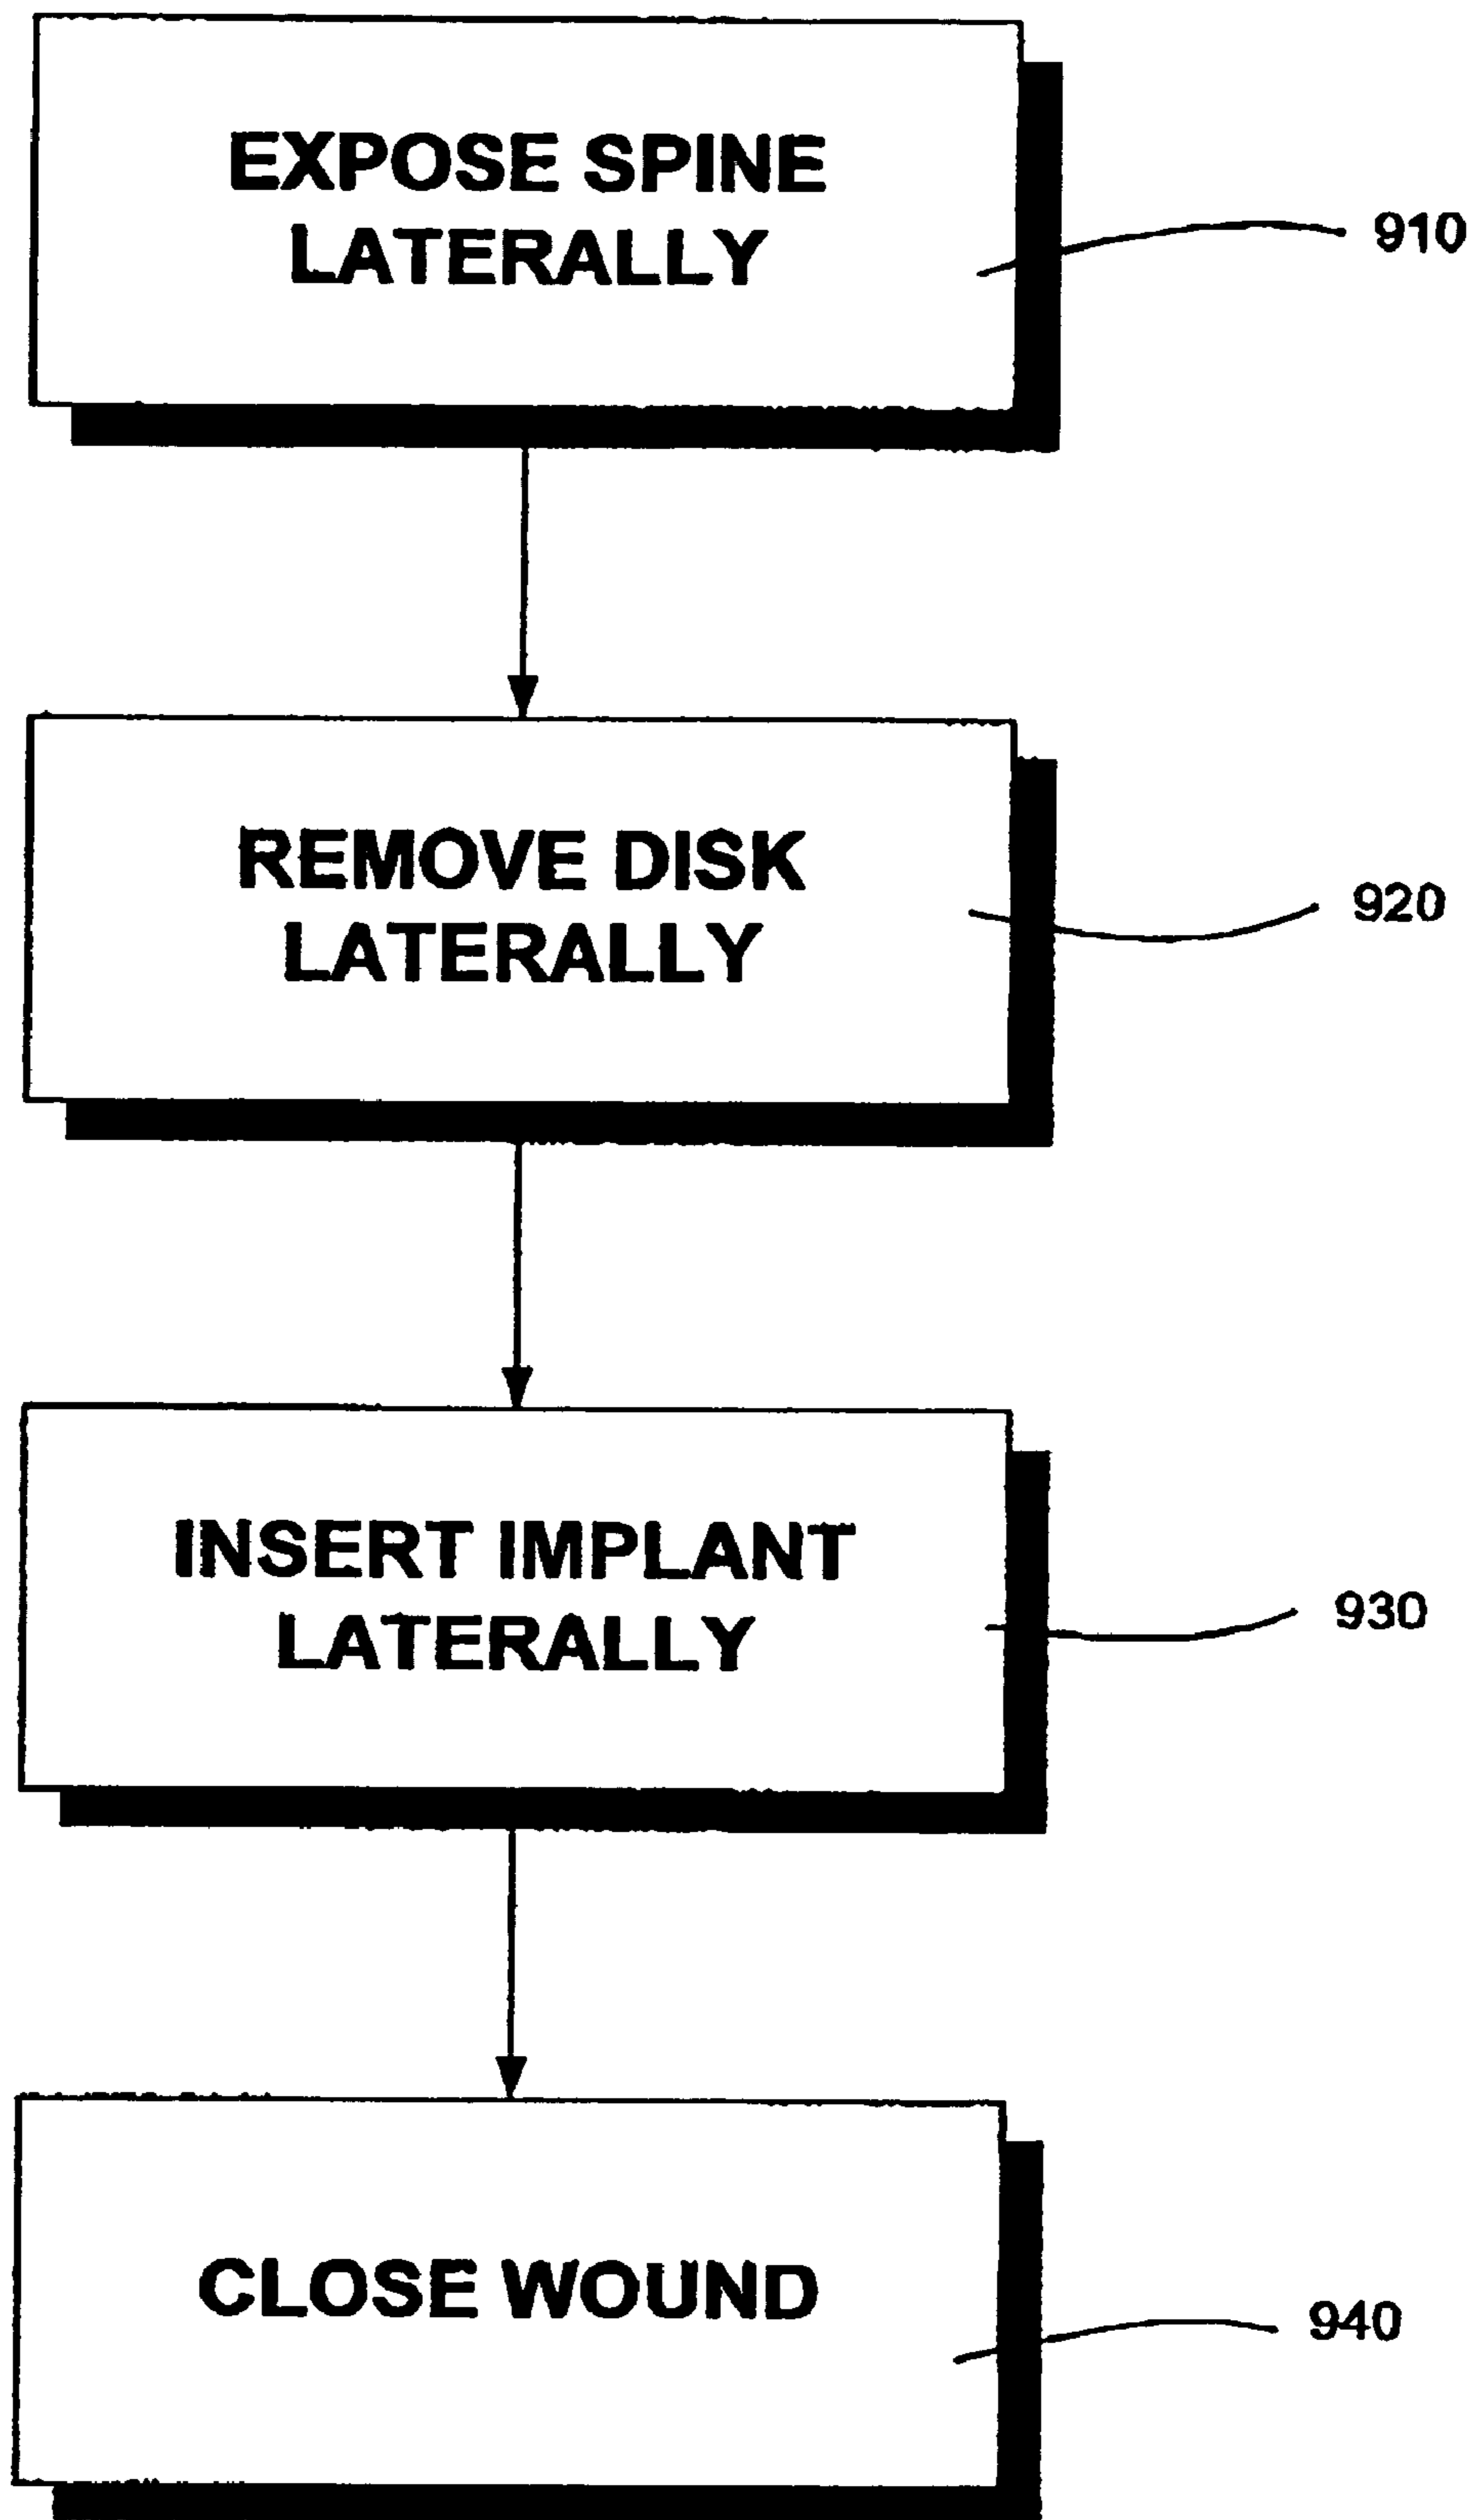 EXPOSE SPINE
LATERALLY
910
REMOVE DISK
LATERALLY
920
INSERT IMPLANT
LATERALLY
930
CLOSE WOUND
940